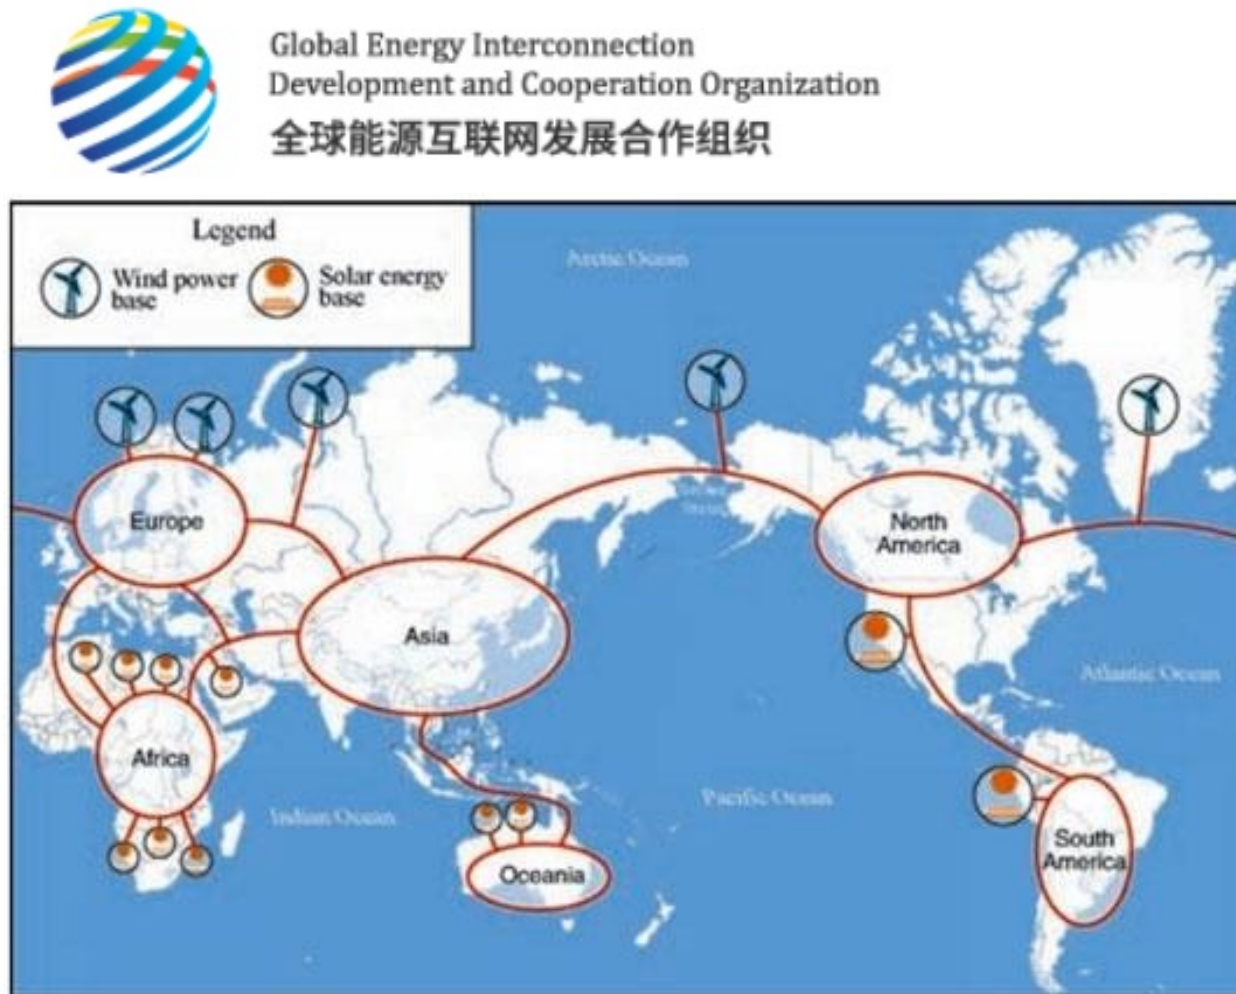 Global Energy Interconnection
Development and Cooperation Organization
全球能源互联网发展合作组织
Legend
Wind power
base
Solar energy
base
Arctic Ocean
Europe
North
America
Asia
Atlantic Ocean
Africa
Indian Ocean
Pacific Ocean
South
America
Oceania